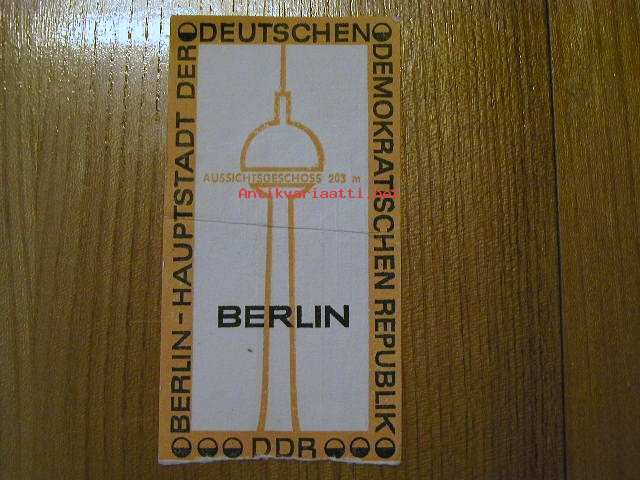 BERLIN - HAUPTSTADT DER
DEUTSCHEN
DEMOKRATISCHEN REPUBLIK
AUSSICHTSGESCHOSS 203 m
Antikvariaatti.net
BERLIN
DDR